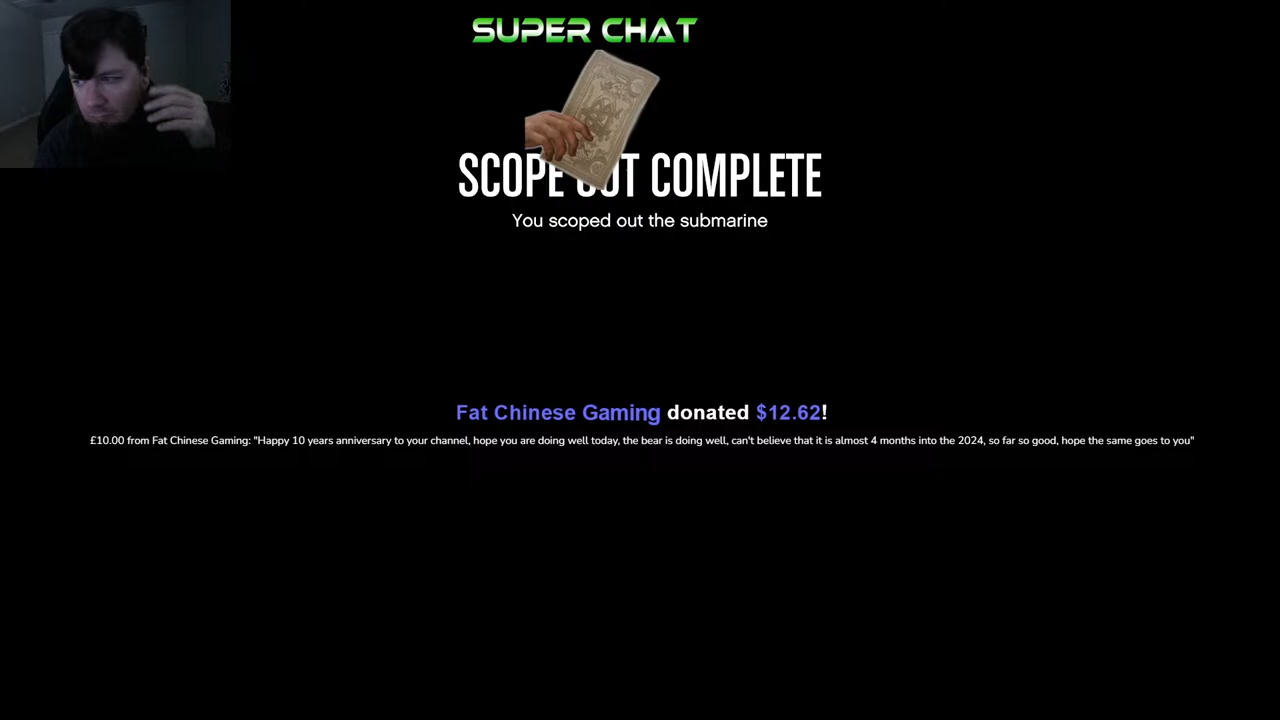 SUPER CHAT
SCOPE OUT COMPLETE
You scoped out the submarine
Fat Chinese Gaming donated $12.62!
£10.00 from Fat Chinese Gaming: "Happy 10 years anniversary to your channel, hope you are doing well today, the bear is doing well, can't believe that it is almost 4 months into the 2024, so far so good, hope the same goes to you"